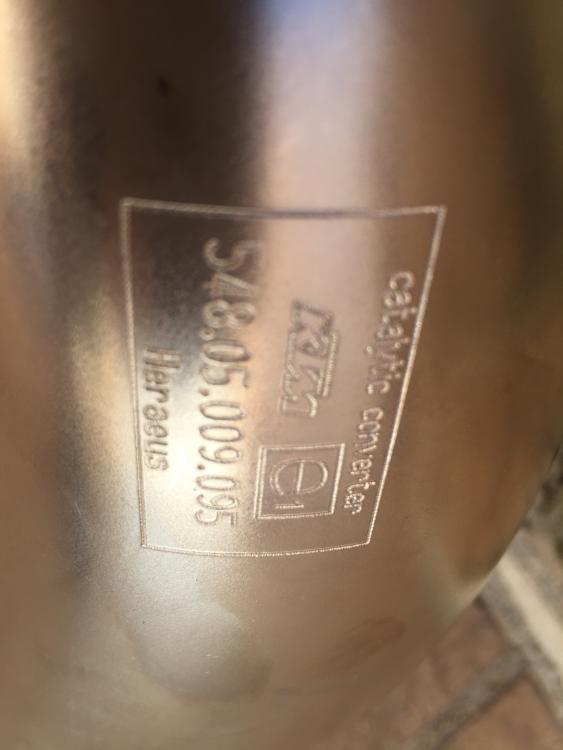 catalytic converter
KTM e1
548.05.009.095
Heraeus